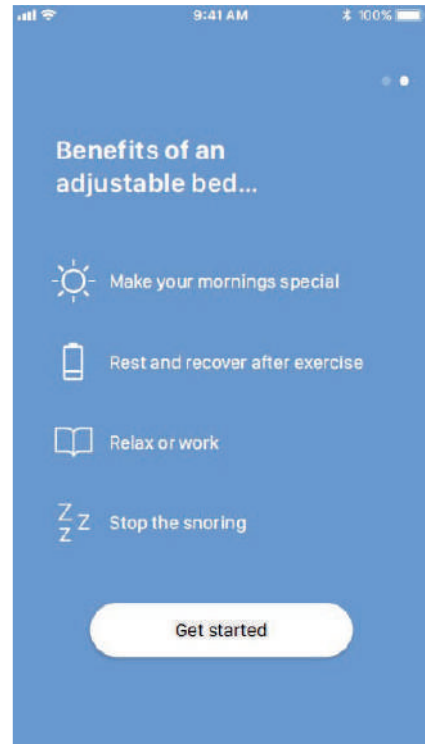 9:41 AM
100%
Benefits of an
adjustable bed...
Make your mornings special
Rest and recover after exercise
Relax or work
Z Z
Z
Stop the snoring
Get started